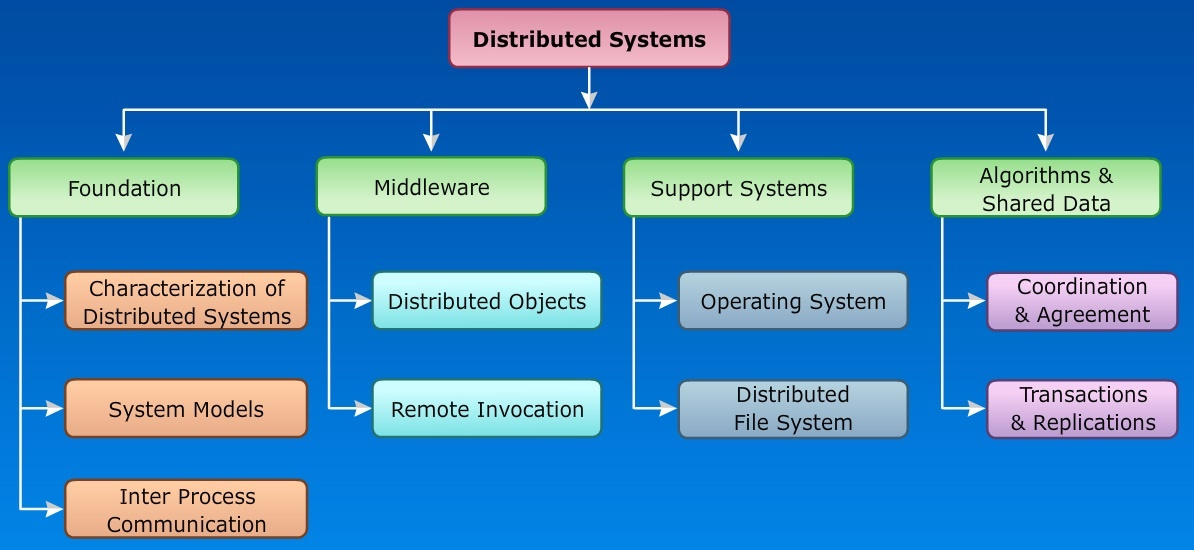 Distributed Systems
Foundation
Middleware
Support Systems
Algorithms &
Shared Data
Characterization of
Distributed Systems
Distributed Objects
Operating System
Coordination
& Agreement
System Models
Remote Invocation
Distributed
File System
Transactions
& Replications
Inter Process
Communication